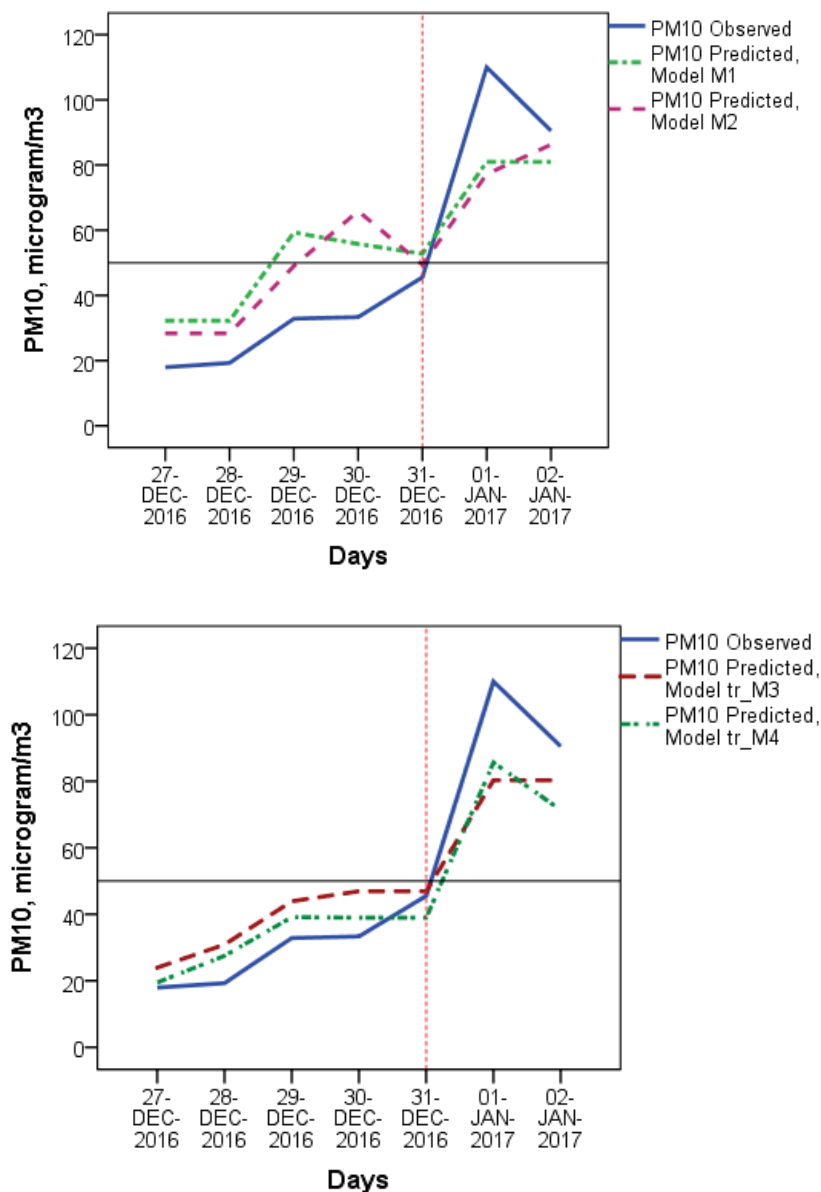 120
100
80
60
40
20
0
PM10, microgram/m3
27-
DEC-
2016
28-
DEC-
2016
29-
DEC-
2016
30-
DEC-
2016
31-
DEC-
2016
01-
JAN-
2017
02-
JAN-
2017
Days
PM10 Observed
PM10 Predicted,
Model M1
PM10 Predicted,
Model M2
120
100
80
60
40
20
0
PM10, microgram/m3
27-
DEC-
2016
28-
DEC-
2016
29-
DEC-
2016
30-
DEC-
2016
31-
DEC-
2016
01-
JAN-
2017
02-
JAN-
2017
Days
PM10 Observed
PM10 Predicted,
Model tr_M3
PM10 Predicted,
Model tr_M4